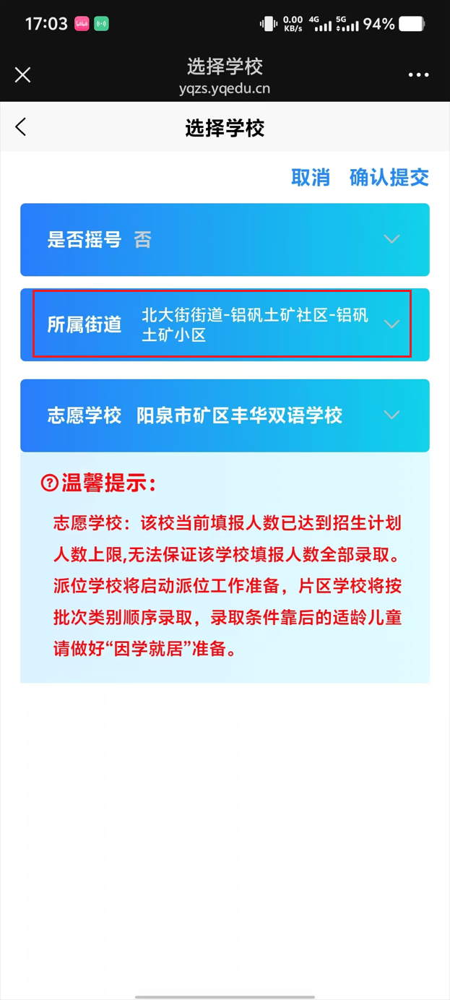 17:03 0.00 KB/s 4G 5G 94%
选择学校
yqzs.yqedu.cn
选择学校
取消 确认提交
是否摇号 否
所属街道 北大街街道-铝矾土矿社区-铝矾
土矿小区
志愿学校 阳泉市矿区丰华双语学校
温馨提示：
志愿学校：该校当前填报人数已达到招生计划
人数上限,无法保证该学校填报人数全部录取。
派位学校将启动派位工作准备，片区学校将按
批次类别顺序录取，录取条件靠后的适龄儿童
请做好“因学就居”准备。